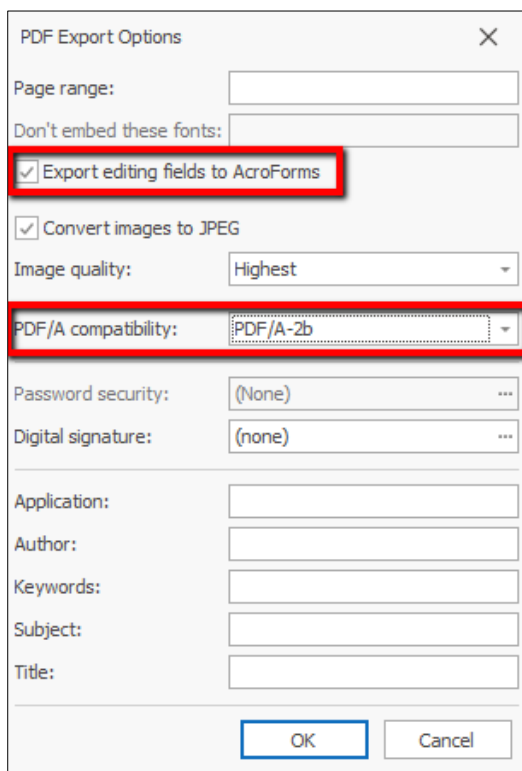 PDF Export Options
Page range:
Don't embed these fonts:
Export editing fields to AcroForms
Convert images to JPEG
Image quality: Highest
PDF/A compatibility: PDF/A-2b
Password security: (None)
Digital signature: (none)
Application:
Author:
Keywords:
Subject:
Title:
OK Cancel